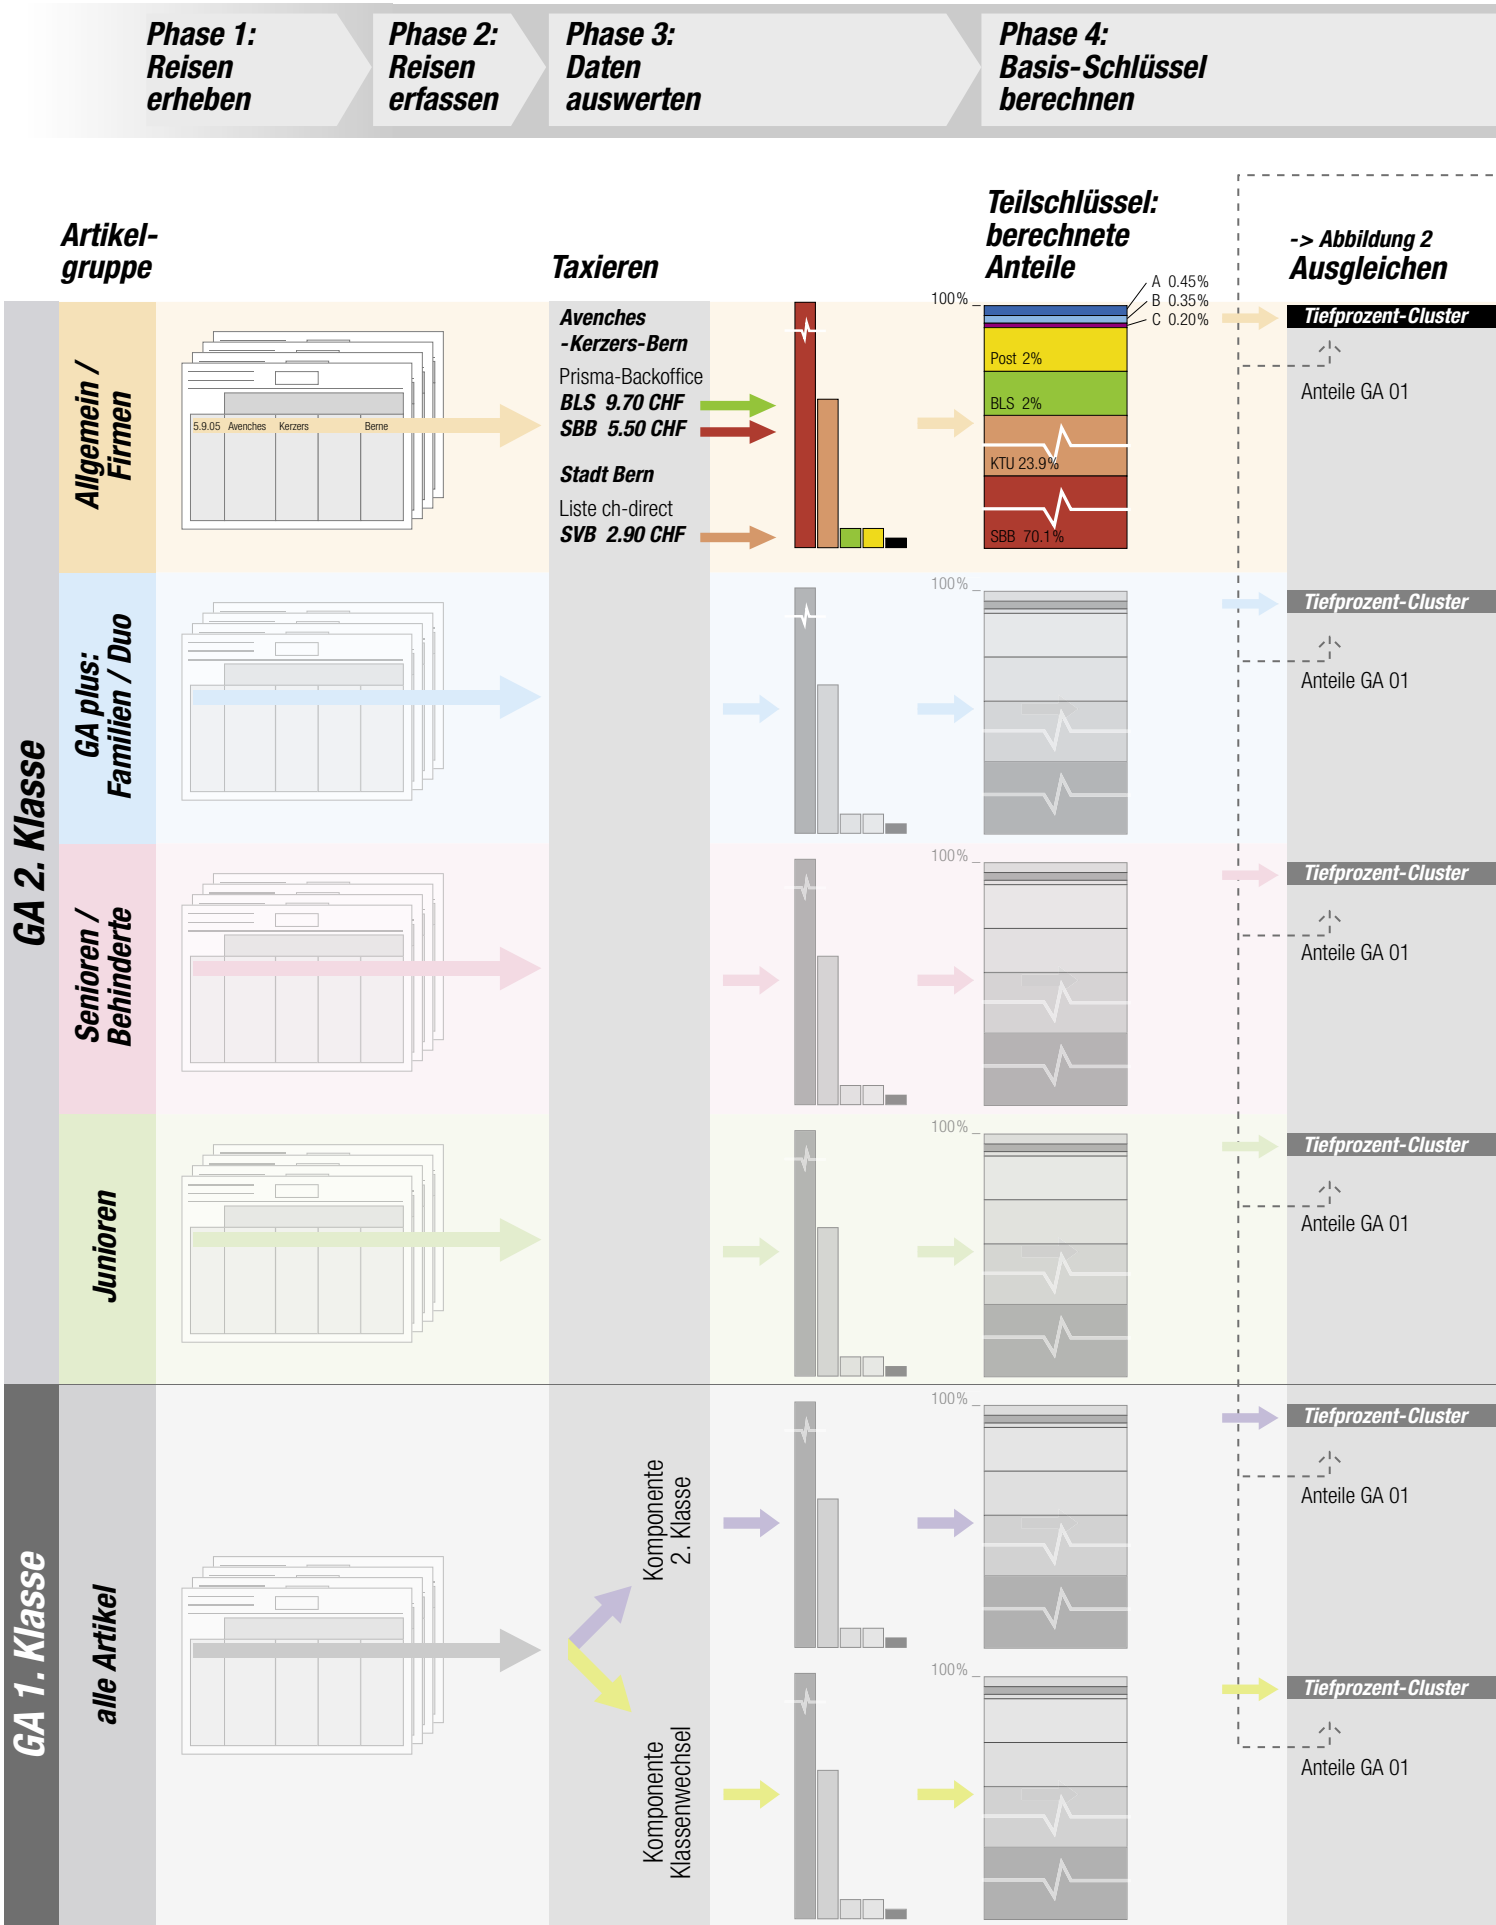 Phase 1:
Reisen
erheben
Phase 2:
Reisen
erfassen
Phase 3:
Daten
auswerten
Phase 4:
Basis-Schlüssel
berechnen
Artikel-
gruppe
Taxieren
Teilschlüssel:
berechnete
Anteile
-> Abbildung 2
Ausgleichen
GA 2. Klasse
Allgemein /
Firmen
5.9.05 Avenches Kerzers Berne
Avenches
-Kerzers-Bern
Prisma-Backoffice
BLS 9.70 CHF
SBB 5.50 CHF
Stadt Bern
Liste ch-direct
SVB 2.90 CHF
100%
A 0.45%
B 0.35%
C 0.20%
Post 2%
BLS 2%
KTU 23.9%
SBB 70.1%
Tiefprozent-Cluster
Anteile GA 01
GA plus:
Familien / Duo
100%
Tiefprozent-Cluster
Anteile GA 01
Senioren /
Behinderte
100%
Tiefprozent-Cluster
Anteile GA 01
Junioren
100%
Tiefprozent-Cluster
Anteile GA 01
GA 1. Klasse
alle Artikel
Komponente
2. Klasse
100%
Tiefprozent-Cluster
Anteile GA 01
Komponente
Klassenwechsel
100%
Tiefprozent-Cluster
Anteile GA 01